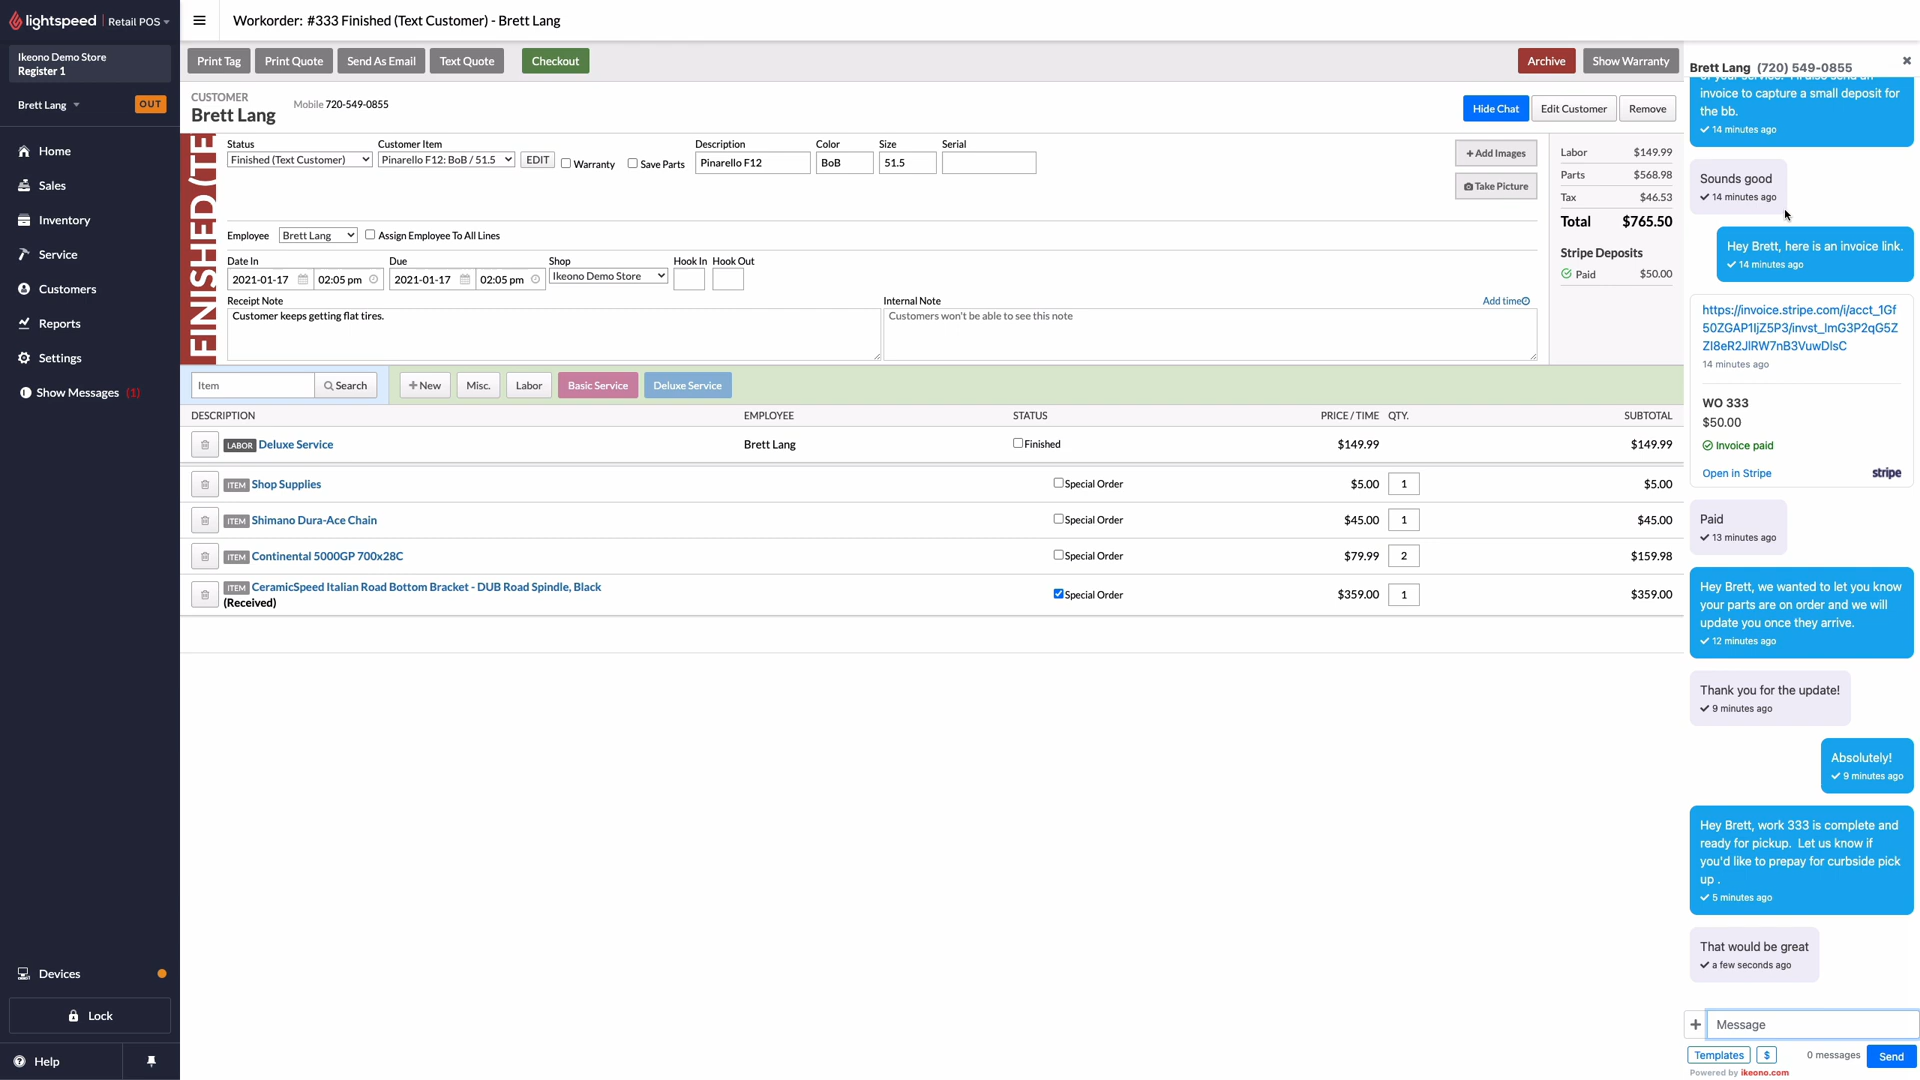 lightspeed | Retail POS
Workorder: #333 Finished (Text Customer) - Brett Lang
Ikeono Demo Store
Register 1
Brett Lang
OUT
Home
Sales
Inventory
Service
Customers
Reports
Settings
Show Messages (1)
Devices
Lock
Help
Print Tag
Print Quote
Send As Email
Text Quote
Checkout
Archive
Show Warranty
CUSTOMER
Brett Lang
Mobile 720-549-0855
Hide Chat
Edit Customer
Remove
FINISHED (TE
Status
Finished (Text Customer)
Customer Item
Pinarello F12: BoB / 51.5
EDIT
Warranty
Save Parts
Description
Pinarello F12
Color
BoB
Size
51.5
Serial
+ Add Images
Take Picture
Employee
Brett Lang
Assign Employee To All Lines
Date In
2021-01-17
02:05 pm
Due
2021-01-17
02:05 pm
Shop
Ikeono Demo Store
Hook In
Hook Out
Receipt Note
Customer keeps getting flat tires.
Internal Note
Add time
Customers won't be able to see this note
Labor $149.99
Parts $568.98
Tax $46.53
Total $765.50
Stripe Deposits
Paid $50.00
Item
Search
+ New
Misc.
Labor
Basic Service
Deluxe Service
DESCRIPTION EMPLOYEE STATUS PRICE / TIME QTY. SUBTOTAL
LABOR Deluxe Service Brett Lang Finished $149.99 $149.99
ITEM Shop Supplies Special Order $5.00 1 $5.00
ITEM Shimano Dura-Ace Chain Special Order $45.00 1 $45.00
ITEM Continental 5000GP 700x28C Special Order $79.99 2 $159.98
ITEM CeramicSpeed Italian Road Bottom Bracket - DUB Road Spindle, Black
(Received)
Special Order $359.00 1 $359.00
Brett Lang (720) 549-0855
invoice to capture a small deposit for
the bb.
14 minutes ago
Sounds good
14 minutes ago
Hey Brett, here is an invoice link.
14 minutes ago
https://invoice.stripe.com/i/acct_1Gf
50ZGAP1IjZ5P3/invst_ImG3P2qG5Z
ZI8eR2JIRW7nB3VuwDIsC
14 minutes ago
WO 333
$50.00
Invoice paid
Open in Stripe
stripe
Paid
13 minutes ago
Hey Brett, we wanted to let you know
your parts are on order and we will
update you once they arrive.
12 minutes ago
Thank you for the update!
9 minutes ago
Absolutely!
9 minutes ago
Hey Brett, work 333 is complete and
ready for pickup. Let us know if
you'd like to prepay for curbside pick
up .
5 minutes ago
That would be great
a few seconds ago
+
Message
Templates
$
0 messages
Send
Powered by ikeono.com